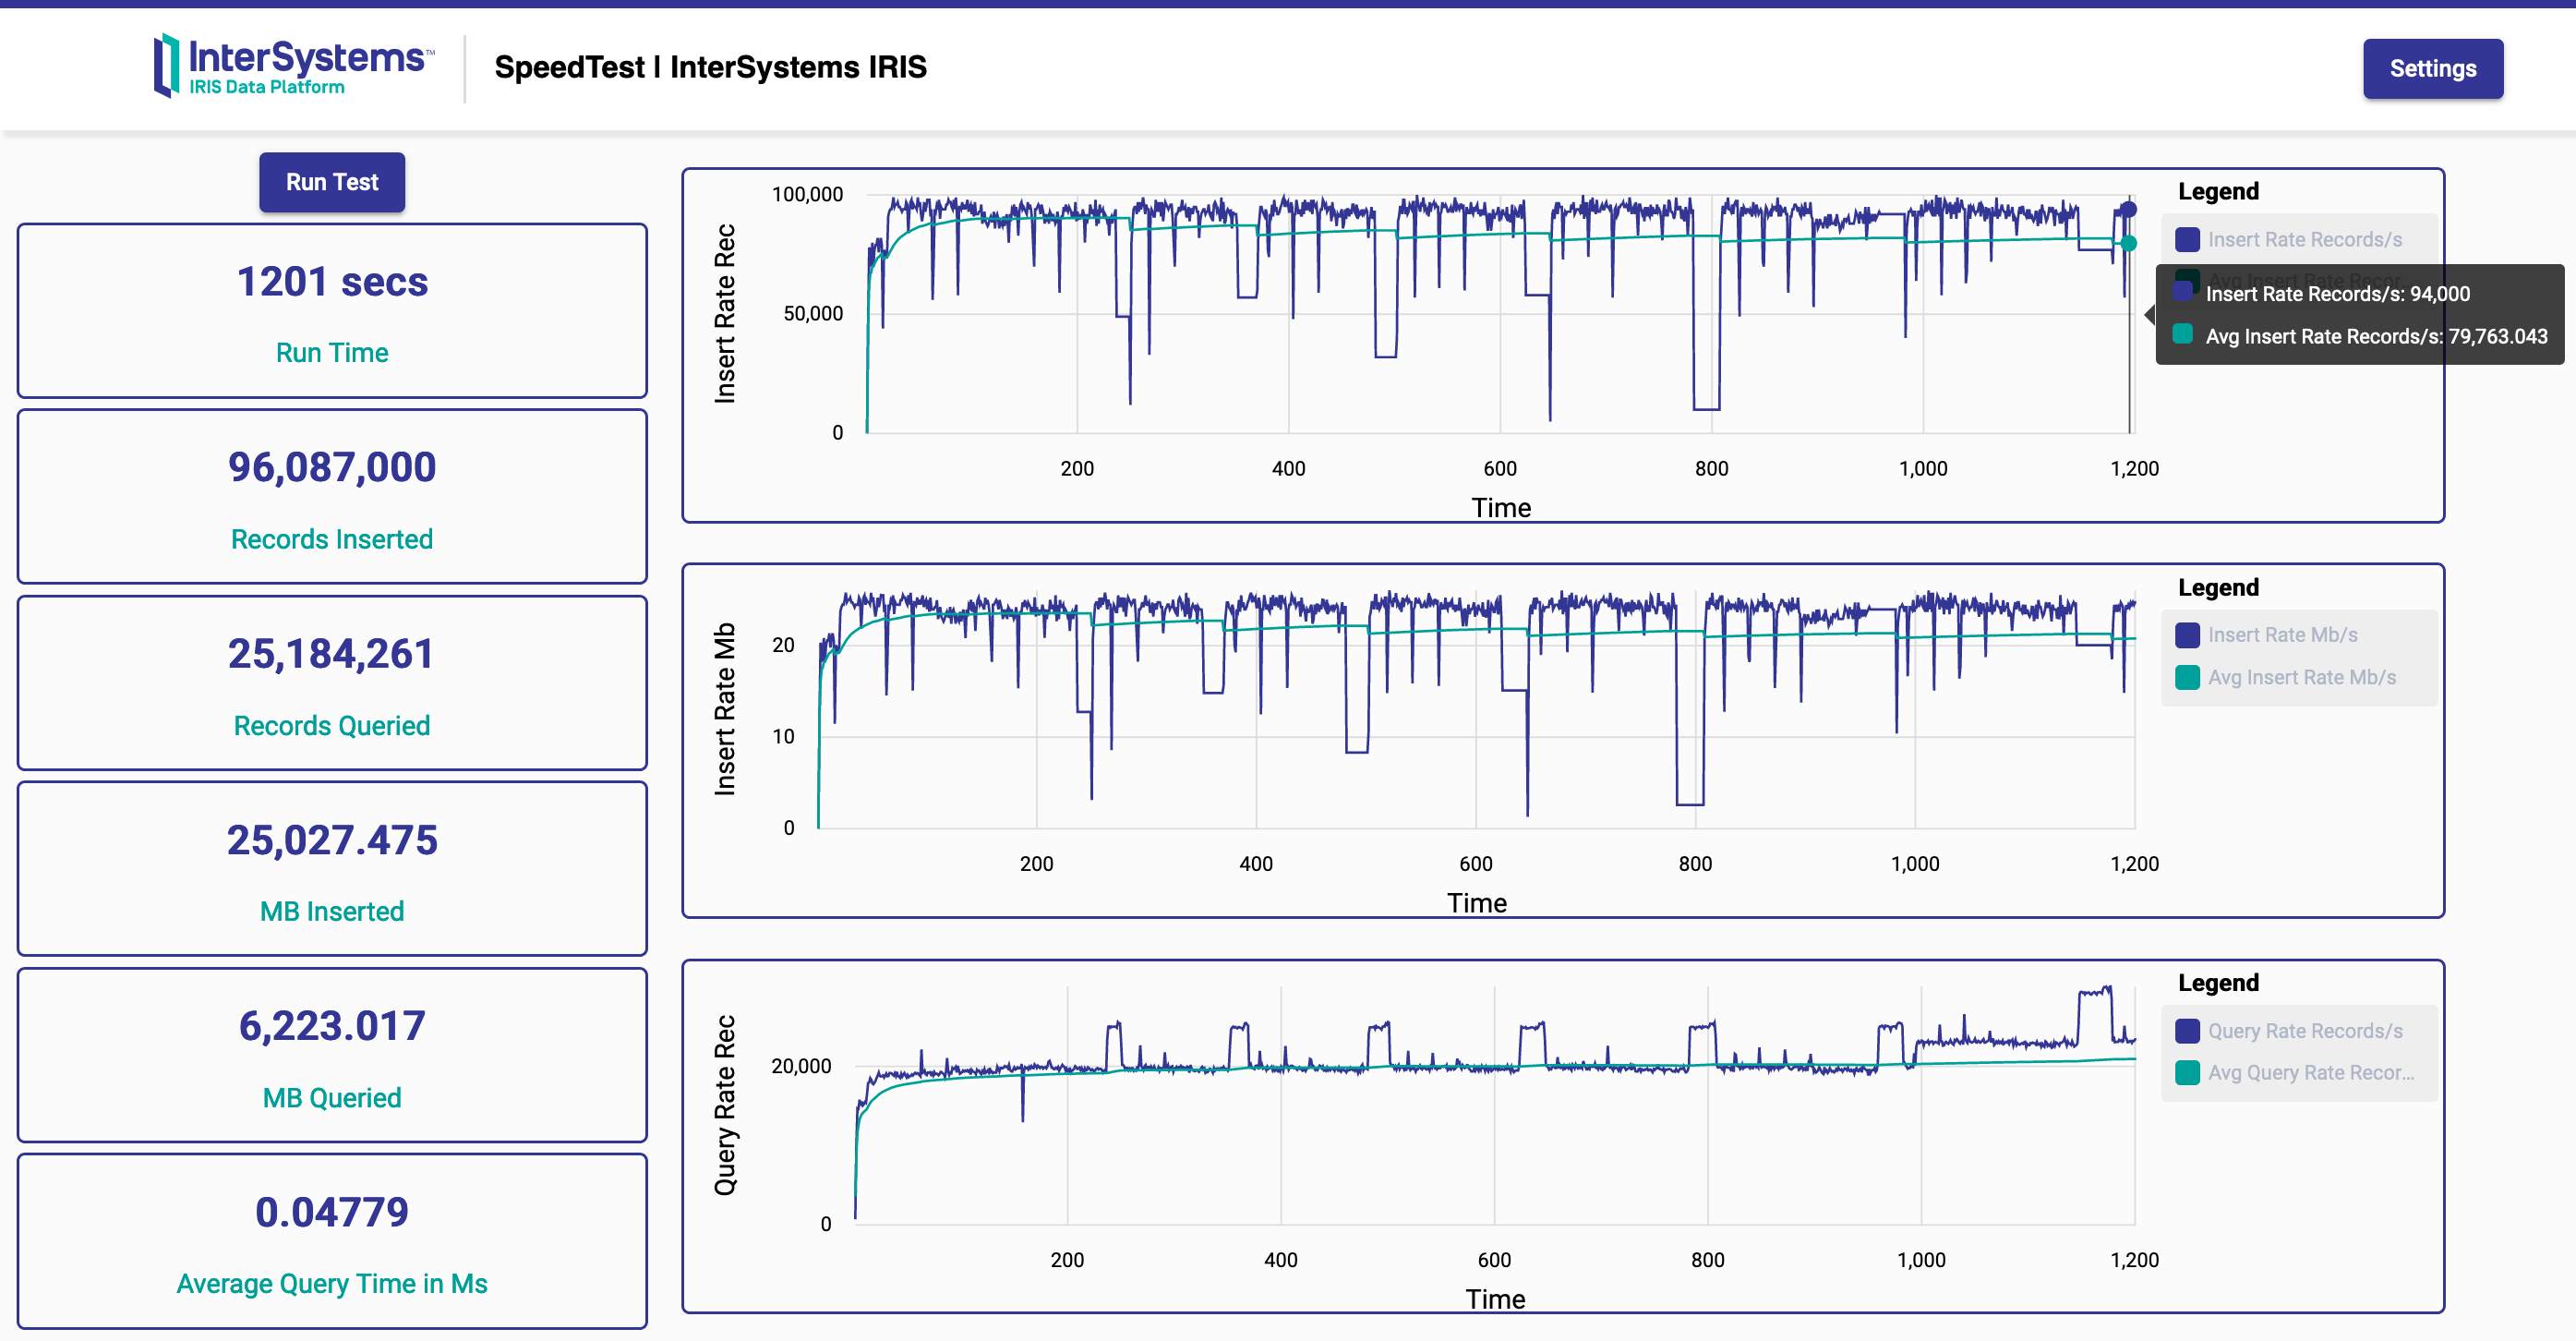 InterSystems™
IRIS Data Platform
SpeedTest | InterSystems IRIS
Settings
Run Test
1201 secs
Run Time
96,087,000
Records Inserted
25,184,261
Records Queried
25,027.475
MB Inserted
6,223.017
MB Queried
0.04779
Average Query Time in Ms
Insert Rate Rec
100,000
50,000
0
200
400
600
800
1,000
1,200
Time
Legend
Insert Rate Records/s
Avg Insert Rate Recor...
Insert Rate Records/s: 94,000
Avg Insert Rate Records/s: 79,763.043
Insert Rate Mb
20
10
0
200
400
600
800
1,000
1,200
Time
Legend
Insert Rate Mb/s
Avg Insert Rate Mb/s
Query Rate Rec
20,000
0
200
400
600
800
1,000
1,200
Time
Legend
Query Rate Records/s
Avg Query Rate Recor...